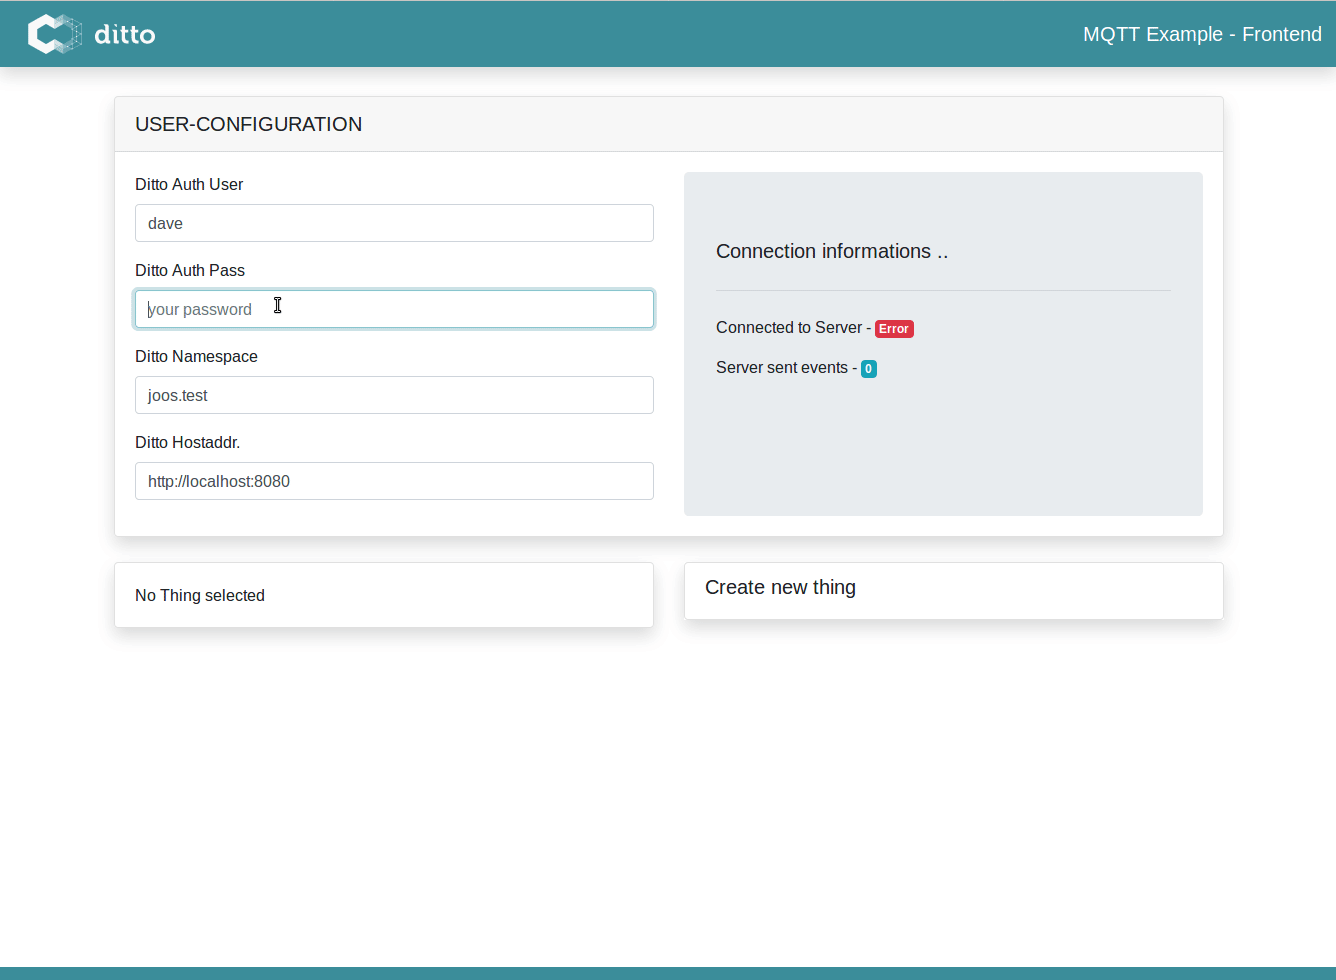 ditto
MQTT Example - Frontend
USER-CONFIGURATION
Ditto Auth User
dave
Ditto Auth Pass
your password
Ditto Namespace
joos.test
Ditto Hostaddr.
http://localhost:8080
Connection informations ..
Connected to Server - Error
Server sent events - 0
No Thing selected
Create new thing